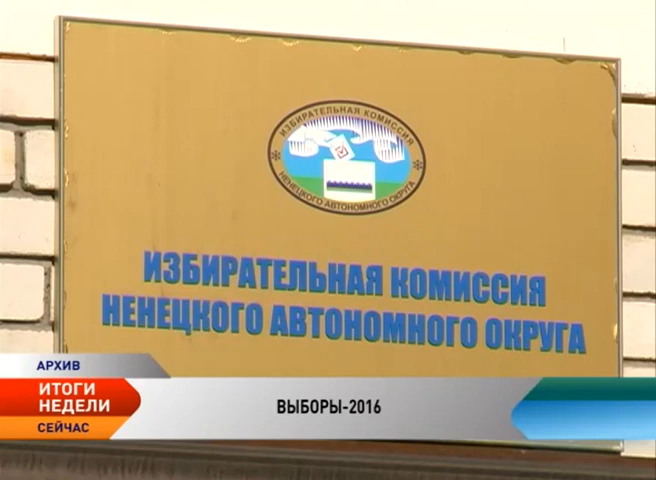 ИЗБИРАТЕЛЬНАЯ КОМИССИЯ
НЕНЕЦКОГО АВТОНОМНОГО ОКРУГА
ИЗБИРАТЕЛЬНАЯ КОМИССИЯ
НЕНЕЦКОГО АВТОНОМНОГО ОКРУГА
АРХИВ
ИТОГИ
НЕДЕЛИ
СЕЙЧАС
ВЫБОРЫ-2016